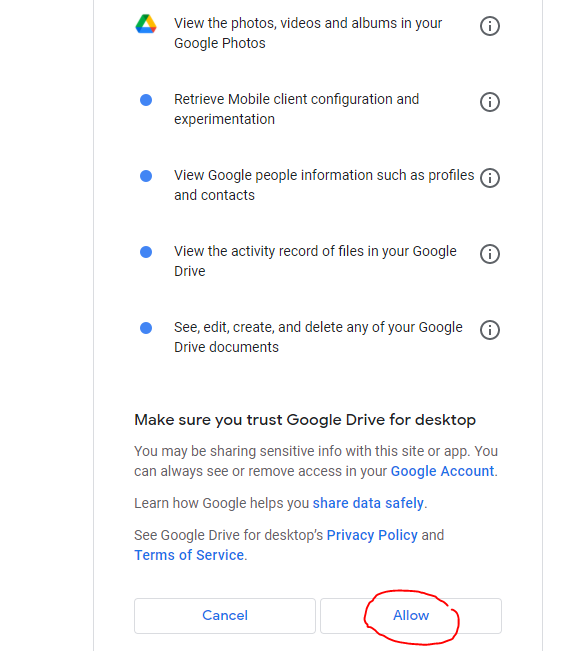 View the photos, videos and albums in your
Google Photos
Retrieve Mobile client configuration and
experimentation
View Google people information such as profiles
and contacts
View the activity record of files in your Google
Drive
See, edit, create, and delete any of your Google
Drive documents
Make sure you trust Google Drive for desktop
You may be sharing sensitive info with this site or app. You
can always see or remove access in your Google Account.
Learn how Google helps you share data safely.
See Google Drive for desktop's Privacy Policy and
Terms of Service.
Cancel Allow